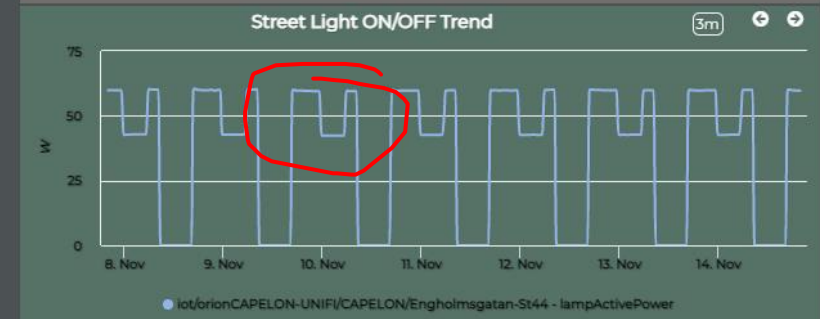 Street Light ON/OFF Trend
3m
75
50
25
0
W
8. Nov
9. Nov
10. Nov
11. Nov
12. Nov
13. Nov
14. Nov
iot/orionCAPELON-UNIFI/CAPELON/Engholmsgatan-St44 - lampActivePower